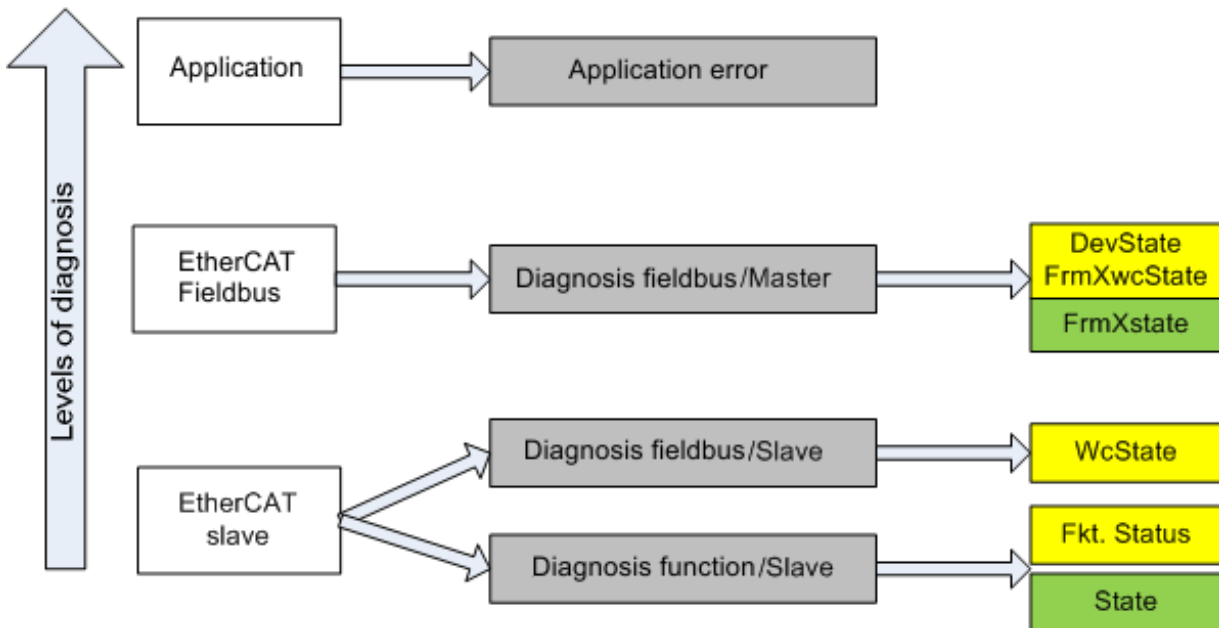 Levels of diagnosis
Application
Application error
EtherCAT
Fieldbus
Diagnosis fieldbus/Master
DevState
FrmXwcState
FrmXstate
EtherCAT
slave
Diagnosis fieldbus/Slave
WcState
Diagnosis function/Slave
Fkt. Status
State